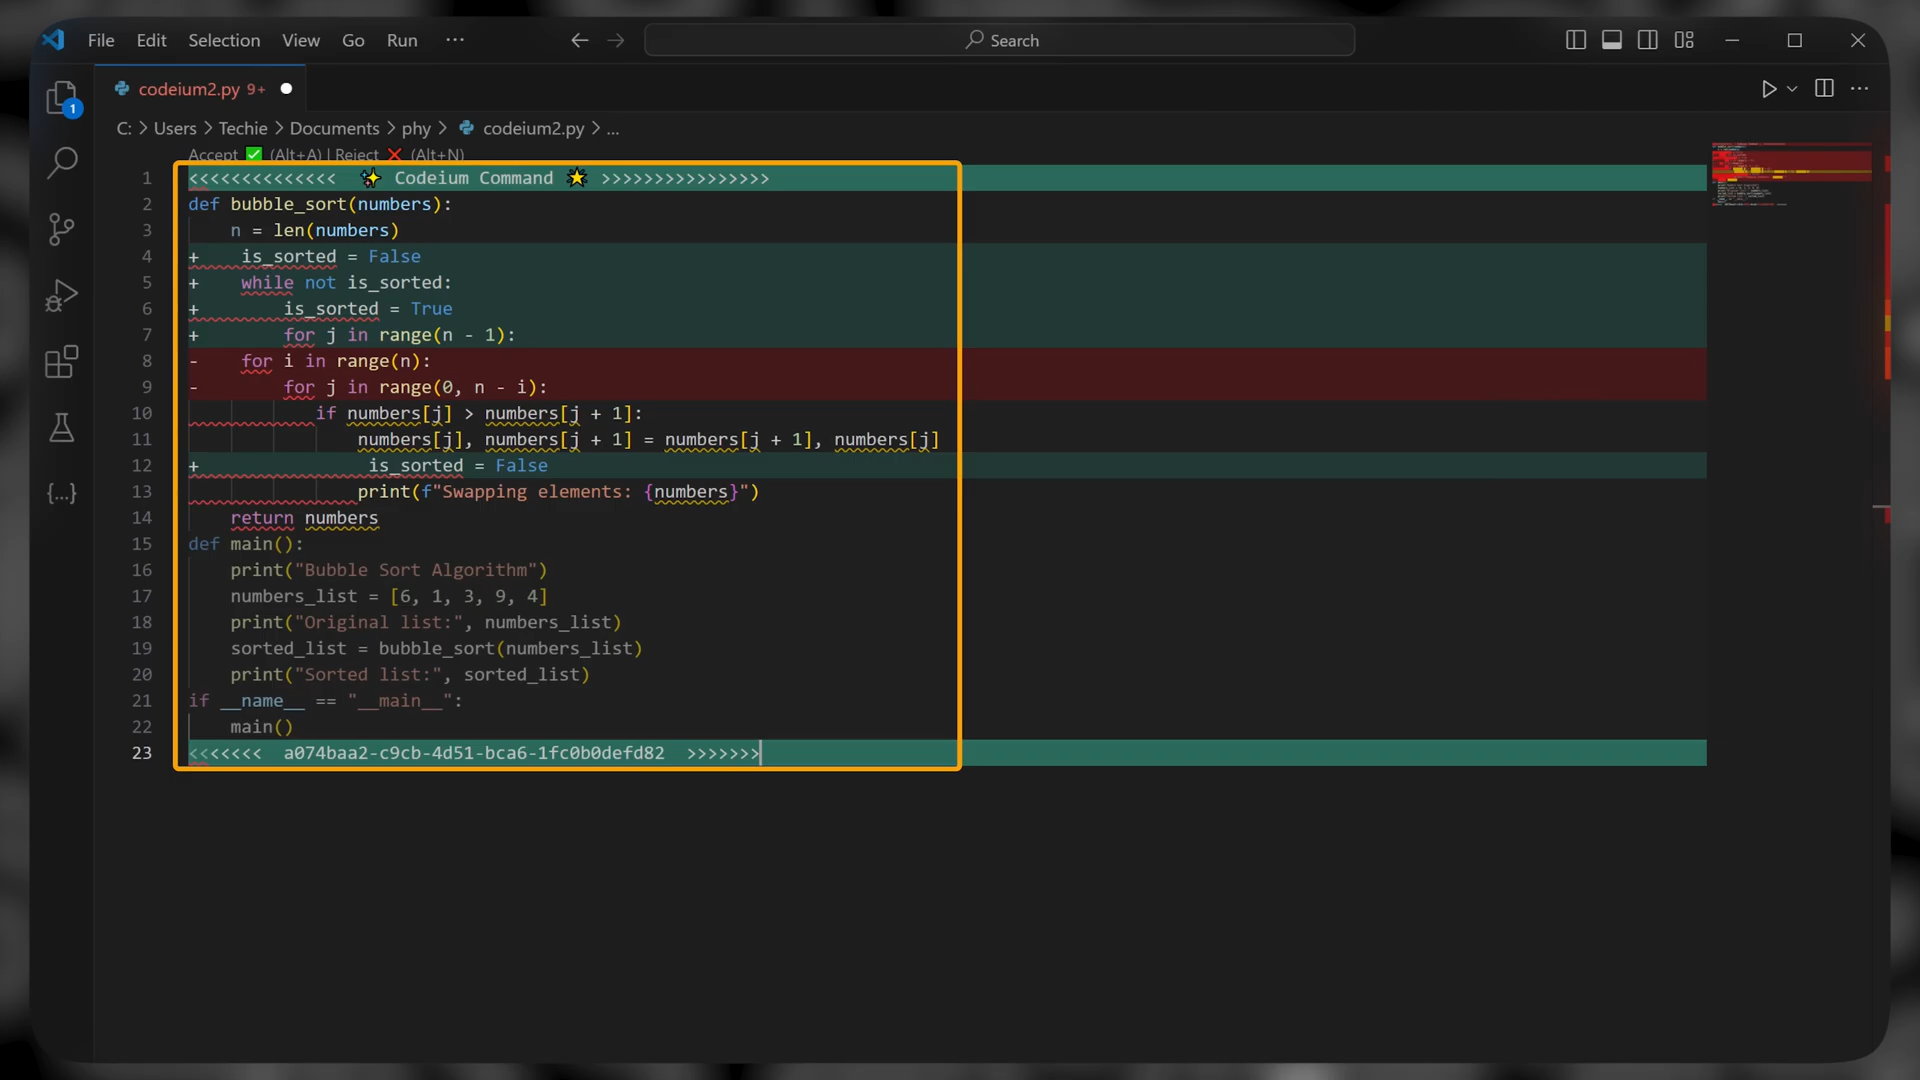 File Edit Selection View Go Run ··· ← → Search
codeium2.py 9+ ●
1
C: > Users > Techie > Documents > phy > codeium2.py > ...
Accept ✅ (Alt+A) | Reject ❌ (Alt+N)
1 <<<<<<<<<<<<<< ✨ Codeium Command 🌟 >>>>>>>>>>>>>>>>
2 def bubble_sort(numbers):
3     n = len(numbers)
4 +    is_sorted = False
5 +    while not is_sorted:
6 +        is_sorted = True
7 +        for j in range(n - 1):
8 -    for i in range(n):
9 -        for j in range(0, n - i):
10             if numbers[j] > numbers[j + 1]:
11                 numbers[j], numbers[j + 1] = numbers[j + 1], numbers[j]
12 +                is_sorted = False
13                 print(f"Swapping elements: {numbers}")
14     return numbers
15 def main():
16     print("Bubble Sort Algorithm")
17     numbers_list = [6, 1, 3, 9, 4]
18     print("Original list:", numbers_list)
19     sorted_list = bubble_sort(numbers_list)
20     print("Sorted list:", sorted_list)
21 if __name__ == "__main__":
22     main()
23 <<<<<<< a074baa2-c9cb-4d51-bca6-1fc0b0defd82 >>>>>>>